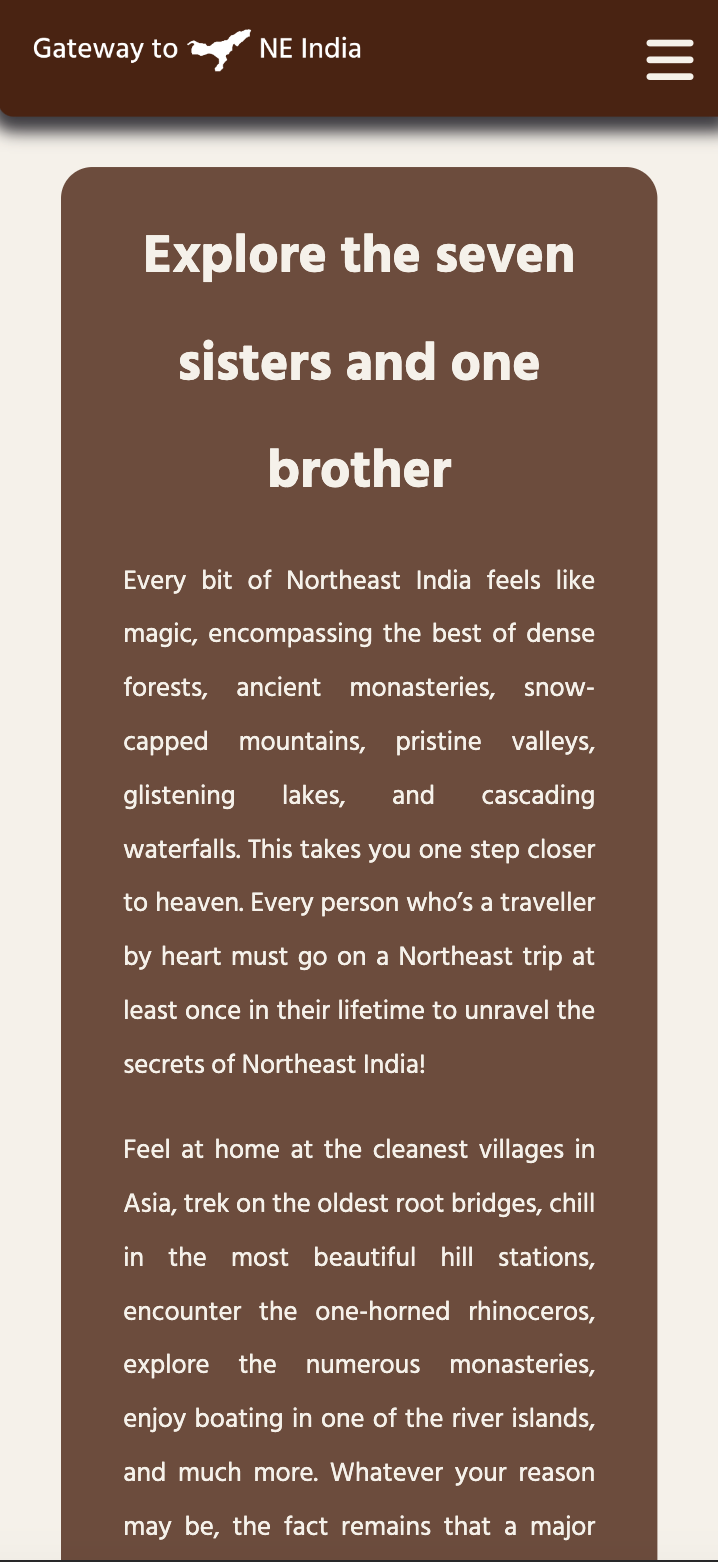 Gateway to NE India
Explore the seven
sisters and one
brother
Every bit of Northeast India feels like
magic, encompassing the best of dense
forests, ancient monasteries, snow-
capped mountains, pristine valleys,
glistening lakes, and cascading
waterfalls. This takes you one step closer
to heaven. Every person who’s a traveller
by heart must go on a Northeast trip at
least once in their lifetime to unravel the
secrets of Northeast India!
Feel at home at the cleanest villages in
Asia, trek on the oldest root bridges, chill
in the most beautiful hill stations,
encounter the one-horned rhinoceros,
explore the numerous monasteries,
enjoy boating in one of the river islands,
and much more. Whatever your reason
may be, the fact remains that a major